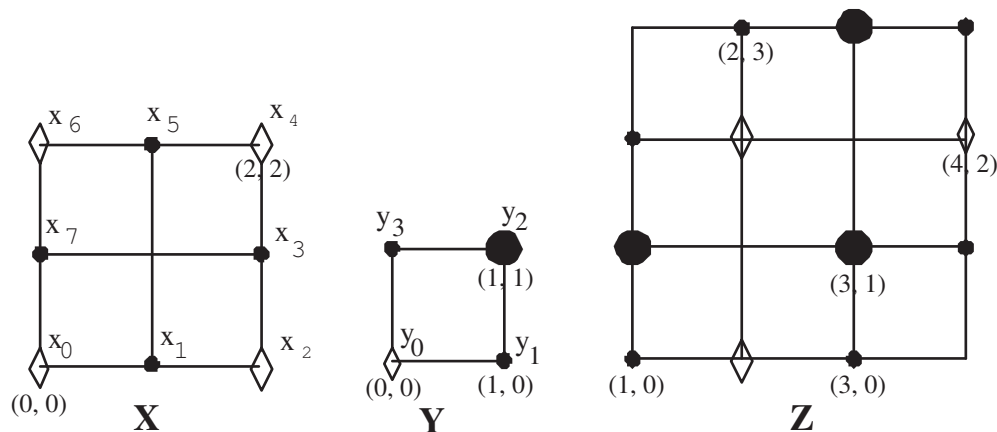 (2, 3)
x6 x5 x4
(2, 2)
(4, 2)
x7 x3
y3 y2
(1, 1)
(3, 1)
x0 x1 x2
y0 y1
(0, 0)
(0, 0) (1, 0)
(1, 0) (3, 0)
X Y Z